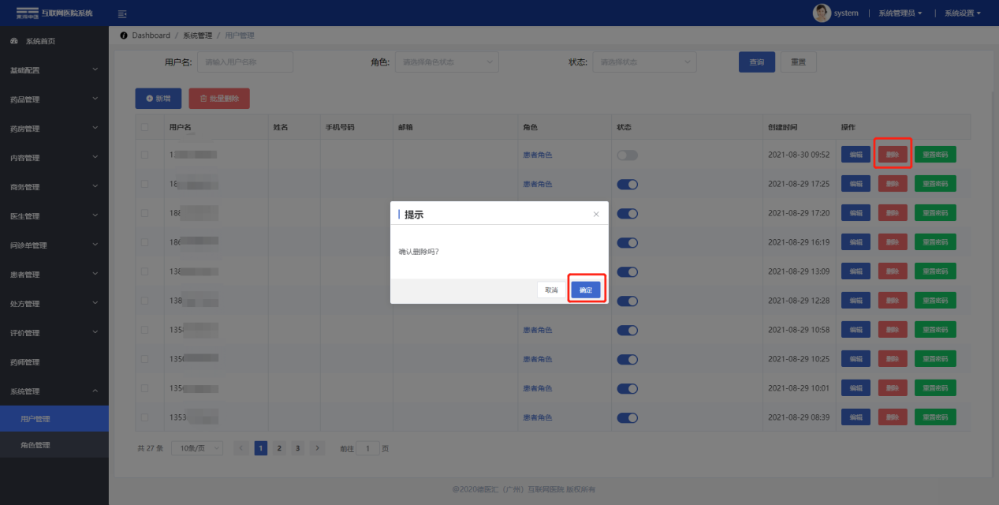 互联网医院系统
system | 系统管理员 | 系统设置
系统首页
基础配置
药品管理
药房管理
内容管理
商务管理
医生管理
问诊单管理
患者管理
处方管理
评价管理
药师管理
系统管理
用户管理
角色管理
Dashboard / 系统管理 / 用户管理
用户名: 请输入用户名称 角色: 请选择角色状态 状态: 请选择状态 查询 重置
新增 批量删除
用户名 姓名 手机号码 邮箱 角色 状态 创建时间 操作
1 患者角色 2021-08-30 09:52 编辑 删除 重置密码
18 患者角色 2021-08-29 17:25 编辑 删除 重置密码
188 2021-08-29 17:20 编辑 删除 重置密码
186 2021-08-29 16:19 编辑 删除 重置密码
138 2021-08-29 13:09 编辑 删除 重置密码
138 2021-08-29 12:28 编辑 删除 重置密码
135 患者角色 2021-08-29 10:58 编辑 删除 重置密码
135 患者角色 2021-08-29 10:25 编辑 删除 重置密码
135 患者角色 2021-08-29 10:01 编辑 删除 重置密码
1353 患者角色 2021-08-29 08:39 编辑 删除 重置密码
提示
确认删除吗?
取消 确定
共 27 条 10条/页 1 2 3 前往 1 页
@2020德医汇（广州）互联网医院 版权所有